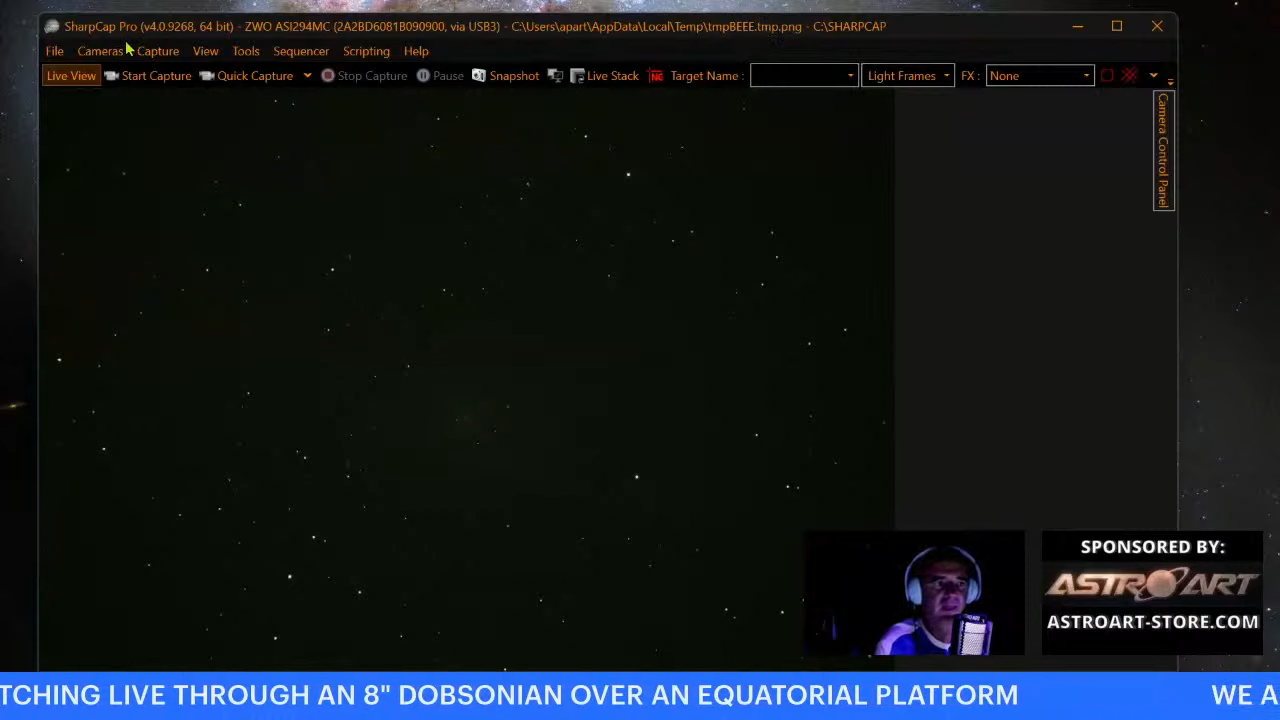 SharpCap Pro (v4.0.9268, 64 bit) - ZWO ASI294MC (2A2BD6081B090900, via USB3) - C:\Users\apart\AppData\Local\Temp\tmpBEEE.tmp.png - C:\SHARPCAP
File Cameras Capture View Tools Sequencer Scripting Help
Live View Start Capture Quick Capture Stop Capture Pause Snapshot Live Stack Target Name : Light Frames FX : None
Camera Control Panel
SPONSORED BY:
ASTROART
ASTROART-STORE.COM
TCHING LIVE THROUGH AN 8" DOBSONIAN OVER AN EQUATORIAL PLATFORM WE A